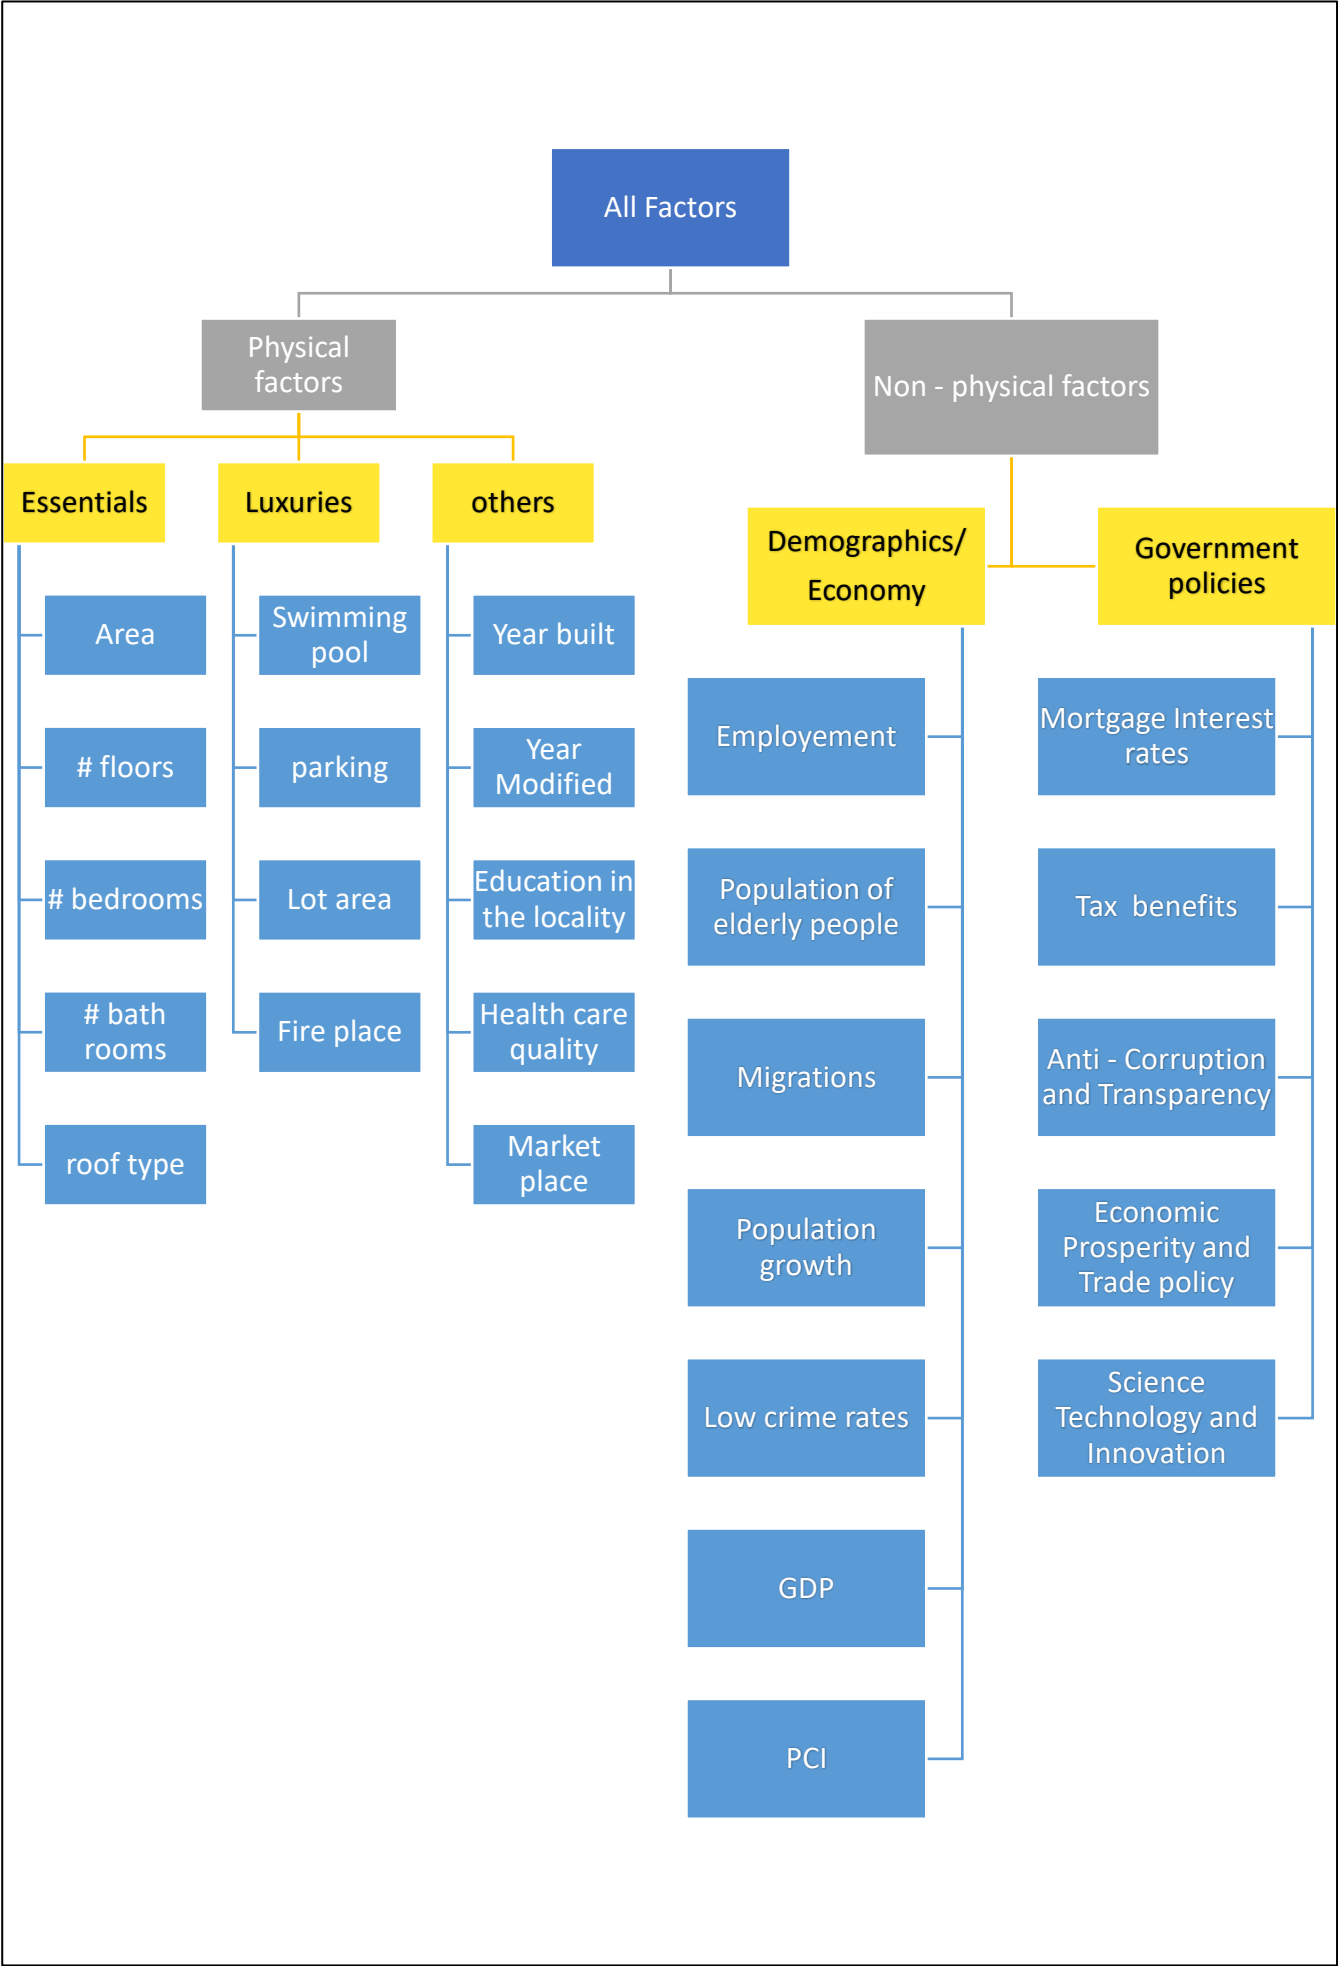 All Factors
Physical
factors
Non - physical factors
Essentials
Luxuries
others
Demographics/
Economy
Government
policies
Area
# floors
# bedrooms
# bath
rooms
roof type
Swimming
pool
parking
Lot area
Fire place
Year built
Year
Modified
Education in
the locality
Health care
quality
Market
place
Employement
Population of
elderly people
Migrations
Population
growth
Low crime rates
GDP
PCI
Mortgage Interest
rates
Tax benefits
Anti - Corruption
and Transparency
Economic
Prosperity and
Trade policy
Science
Technology and
Innovation